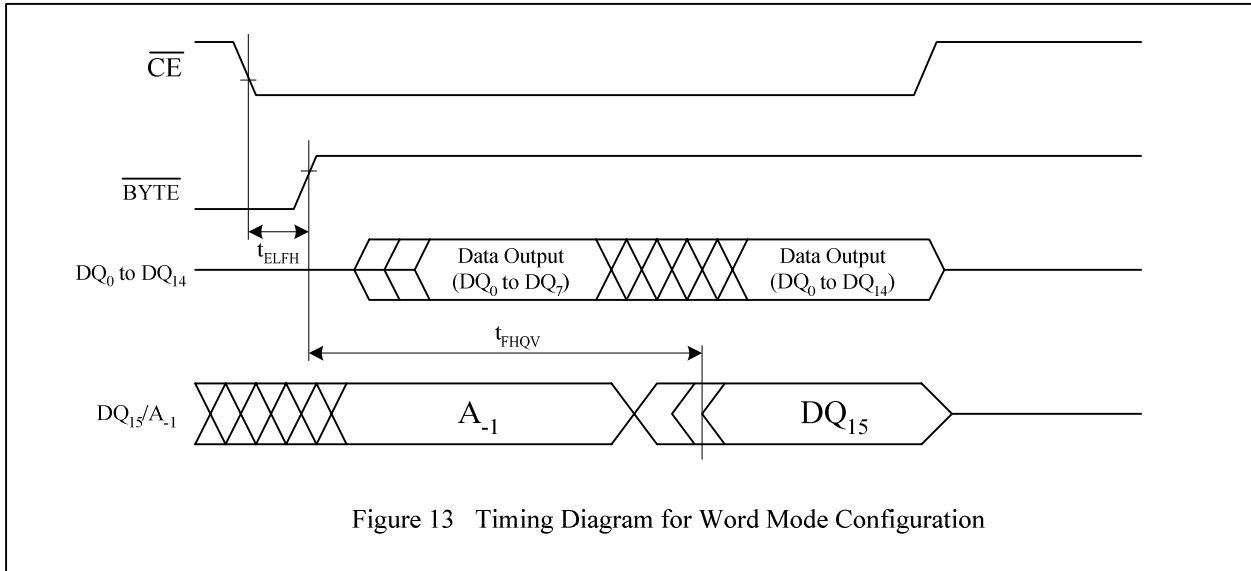 CE
BYTE
tELFH
DQ0 to DQ14
Data Output
(DQ0 to DQ7)
Data Output
(DQ0 to DQ14)
tFHQV
DQ15/A-1
A-1
DQ15
Figure 13 Timing Diagram for Word Mode Configuration